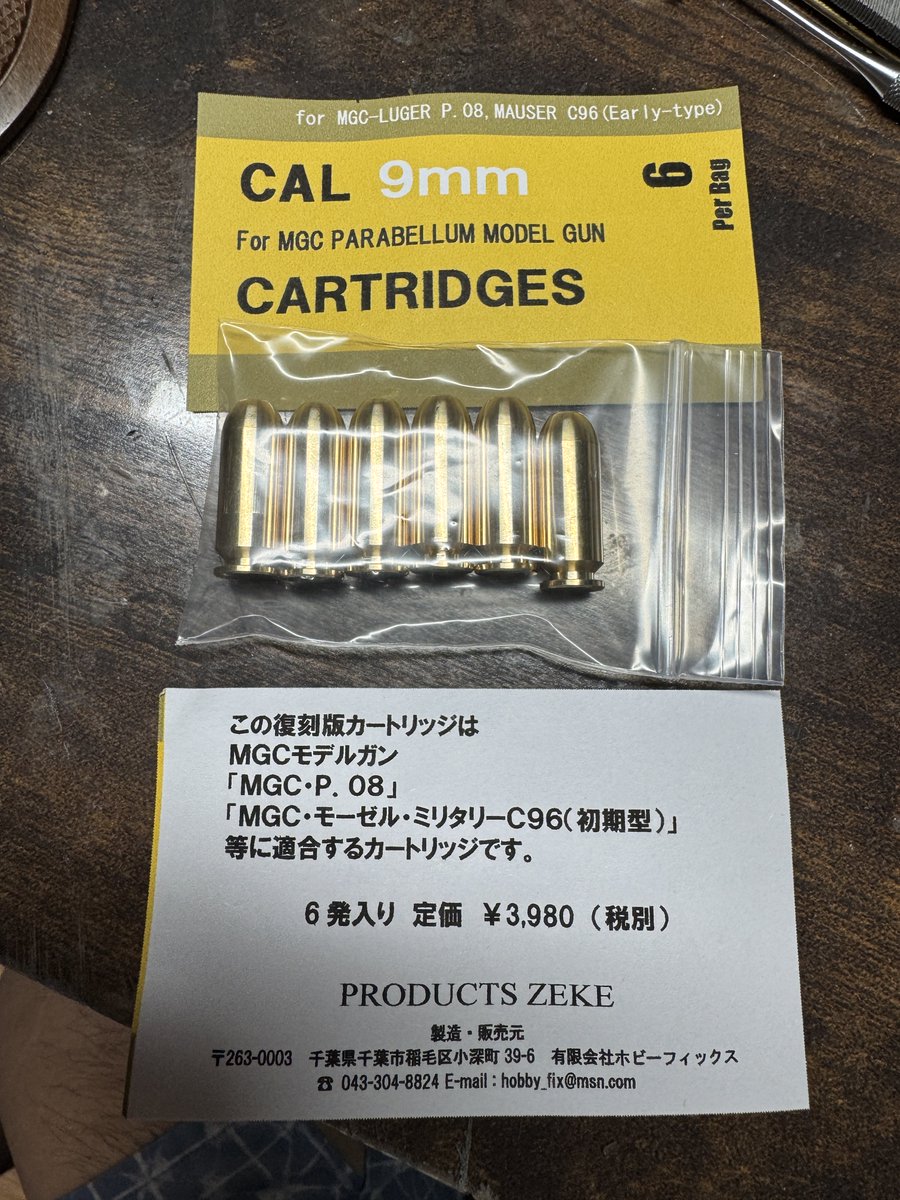 for MGC-LUGER P.08, MAUSER C96(Early-type)
CAL 9mm
6
Per Bag
For MGC PARABELLUM MODEL GUN
CARTRIDGES
この復刻版カートリッジは
MGCモデルガン
「MGC・P.08」
「MGC・モーゼル・ミリタリーC96(初期型)」
等に適合するカートリッジです。
6発入り 定価 ¥3,980 (税別)
PRODUCTS ZEKE
製造・販売元
〒263-0003 千葉県千葉市稲毛区小深町 39-6 有限会社ホビーフィックス
☎ 043-304-8824 E-mail : hobby_fix@msn.com